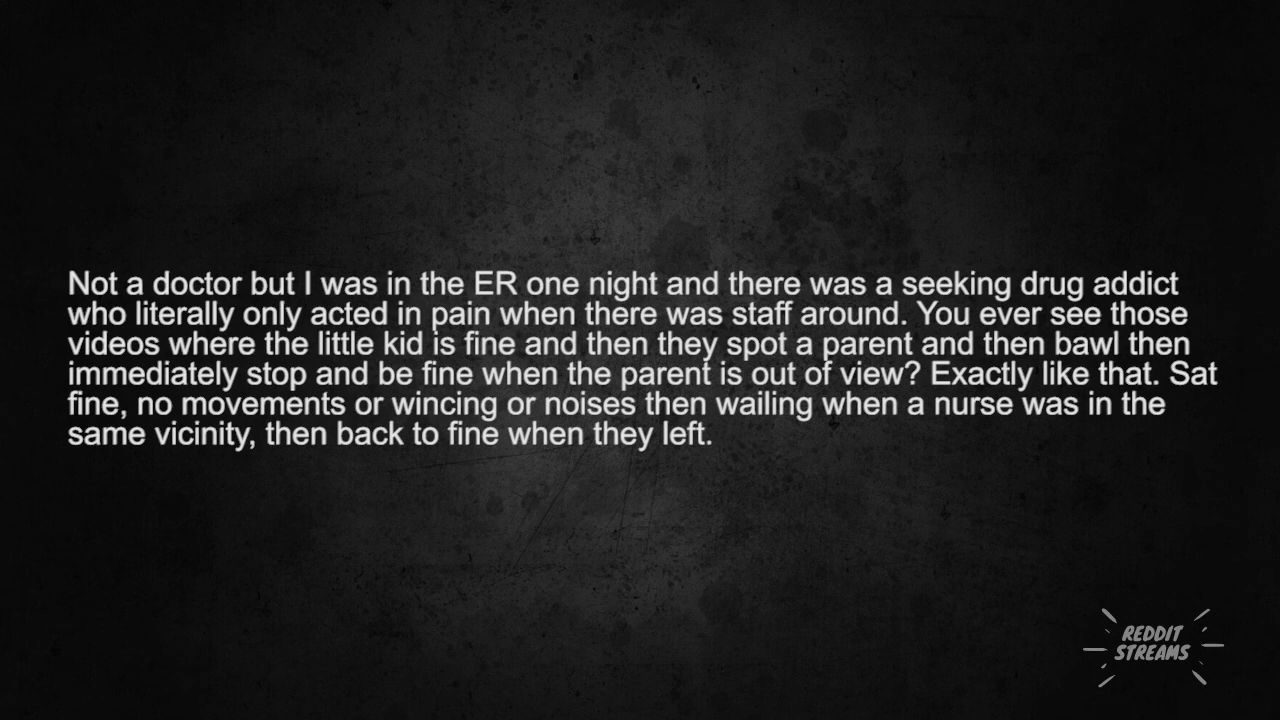 Not a doctor but I was in the ER one night and there was a seeking drug addict
who literally only acted in pain when there was staff around. You ever see those
videos where the little kid is fine and then they spot a parent and then bawl then
immediately stop and be fine when the parent is out of view? Exactly like that. Sat
fine, no movements or wincing or noises then wailing when a nurse was in the
same vicinity, then back to fine when they left.
REDDIT
STREAMS